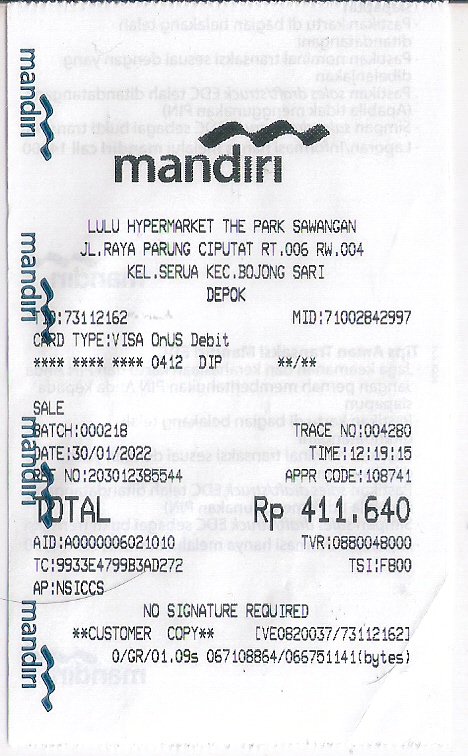 mandiri
LULU HYPERMARKET THE PARK SAWANGAN
JL.RAYA PARUNG CIPUTAT RT.006 RW.004
KEL.SERUA KEC.BOJONG SARI
DEPOK
TID:73112162 MID:71002842997
CARD TYPE:VISA OnUS Debit
**** **** **** 0412 DIP **/**
SALE
BATCH:000218 TRACE NO:004280
DATE:30/01/2022 TIME:12:19:15
NO:203012385544 APPR CODE:108741
TOTAL Rp 411.640
AID:A0000006021010 TVR:0880048000
TC:9933E4799B3AD272 TSI:F800
AP:NSICCS
NO SIGNATURE REQUIRED
**CUSTOMER COPY** [VE0820037/73112162]
0/GR/01.09s 067108864/066751141(bytes)
mandiri
mandiri
mandiri
mandiri